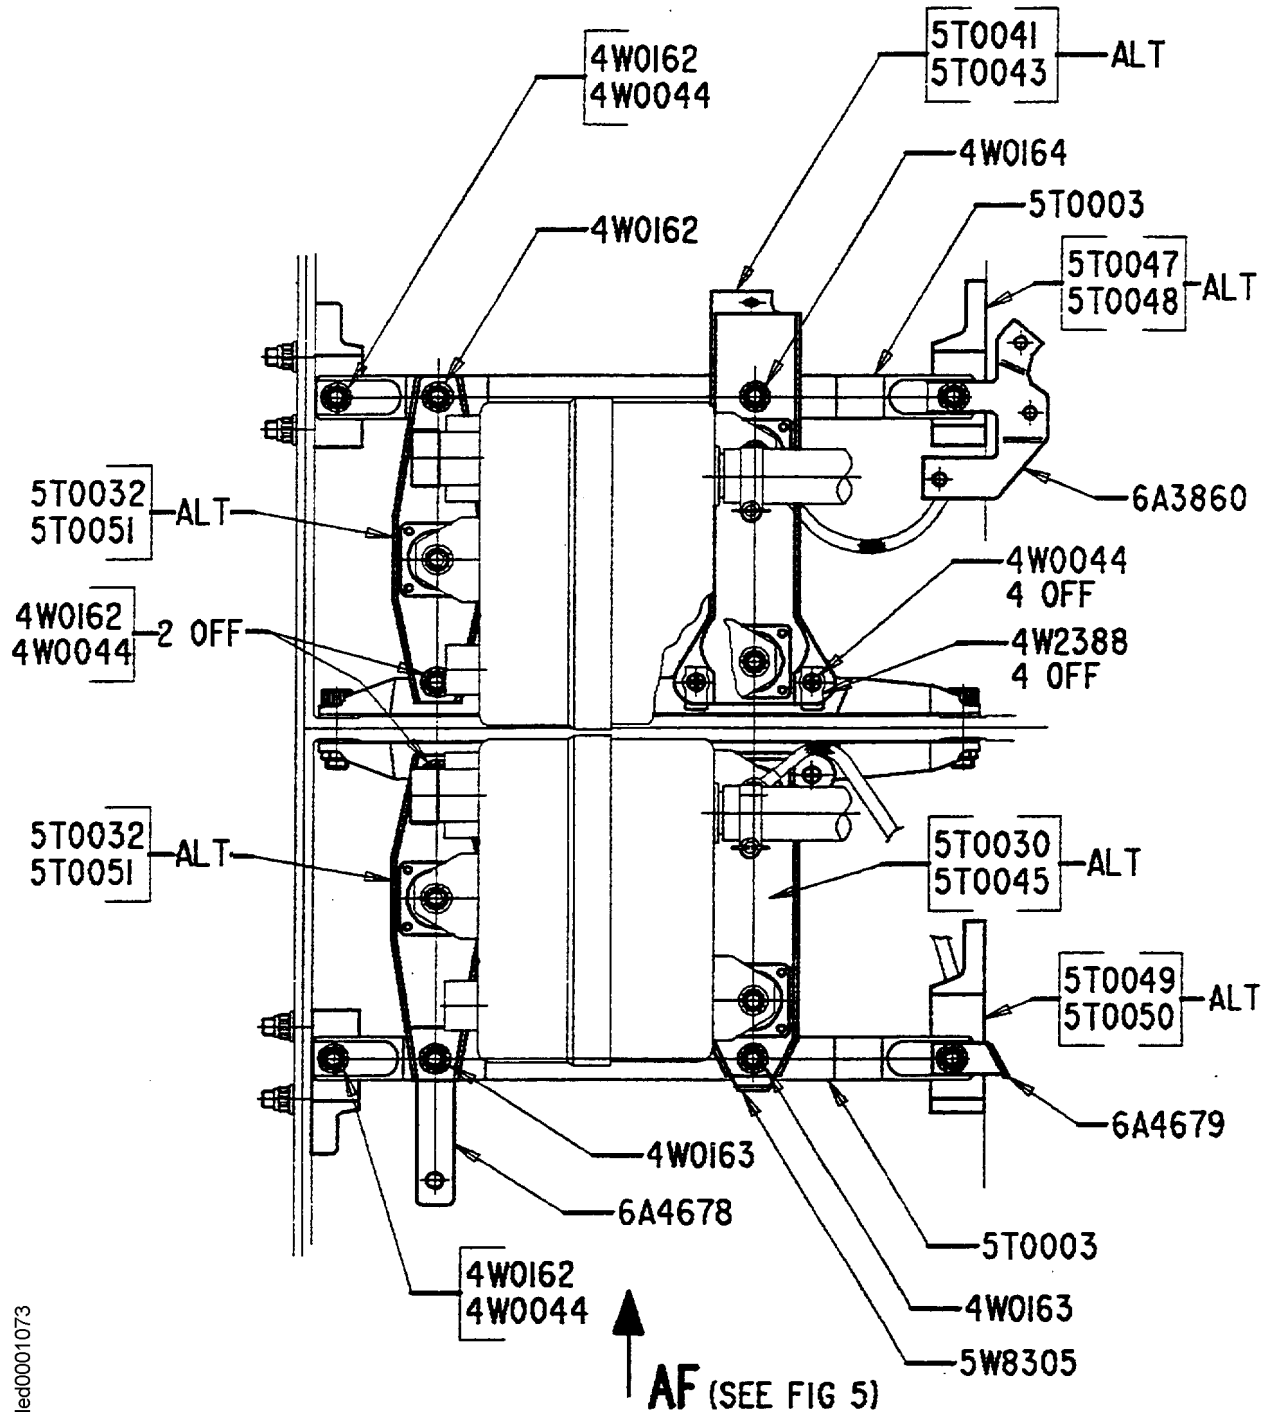 4W0162
4W0044
5T0041
5T0043
ALT
4W0164
5T0003
4W0162
5T0047
5T0048
ALT
5T0032
5T0051
ALT
6A3860
4W0162
4W0044
2 OFF
4W0044
4 OFF
4W2388
4 OFF
5T0032
5T0051
ALT
5T0030
5T0045
ALT
5T0049
5T0050
ALT
6A4679
4W0163
6A4678
5T0003
4W0162
4W0044
4W0163
5W8305
AF (SEE FIG 5)
led0001073